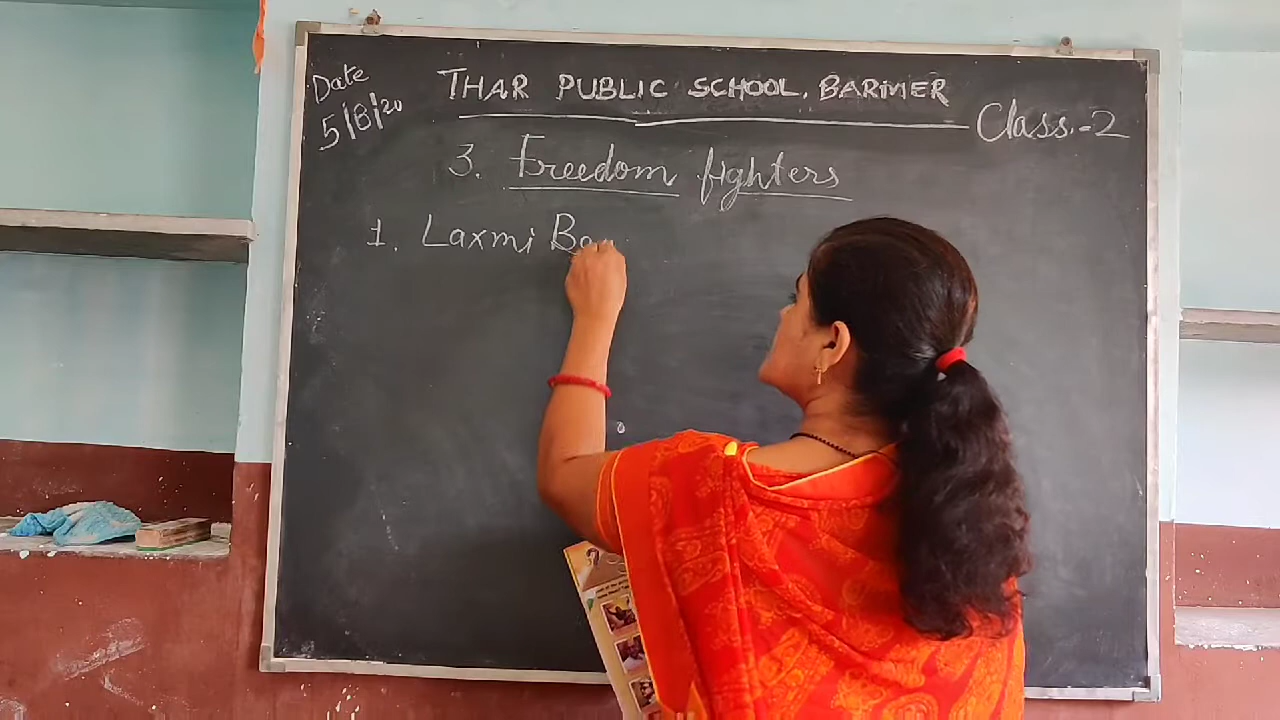 Date
5/8/20
THAR PUBLIC SCHOOL, BARMER
Class.-2
3. Freedom fighters
1. Laxmi Ba